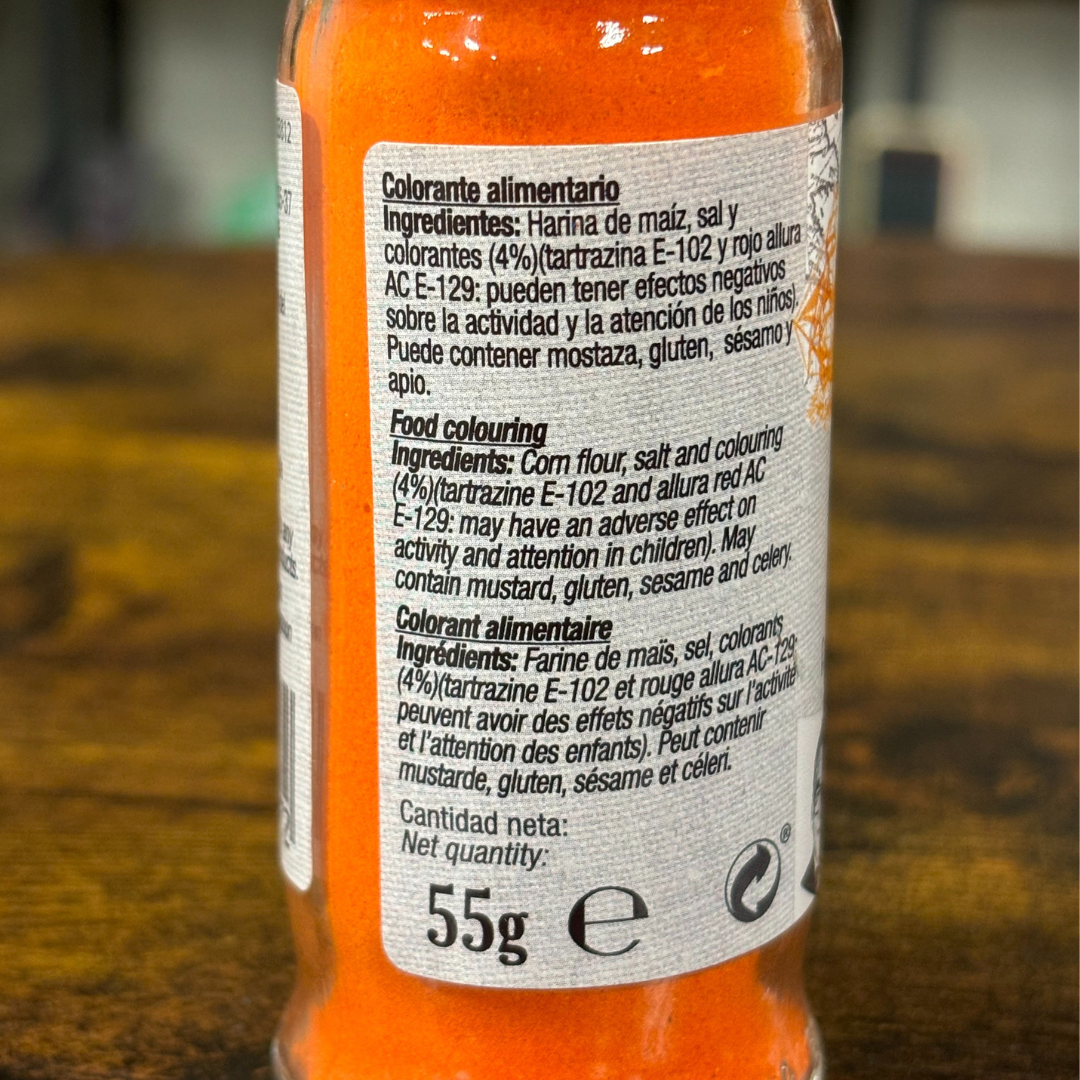 Colorante alimentario
Ingredientes: Harina de maíz, sal y
colorantes (4%)(tartrazina E-102 y rojo allura
AC E-129: pueden tener efectos negativos
sobre la actividad y la atención de los niños).
Puede contener mostaza, gluten, sésamo y
apio.
Food colouring
Ingredients: Corn flour, salt and colouring
(4%)(tartrazine E-102 and allura red AC
E-129: may have an adverse effect on
activity and attention in children). May
contain mustard, gluten, sesame and celery.
Colorant alimentaire
Ingrédients: Farine de maïs, sel, colorants
(4%)(tartrazine E-102 et rouge allura AC-129:
peuvent avoir des effets négatifs sur l'activité
et l'attention des enfants). Peut contenir
mustarde, gluten, sésame et céleri.
Cantidad neta:
Net quantity:
55g e
®